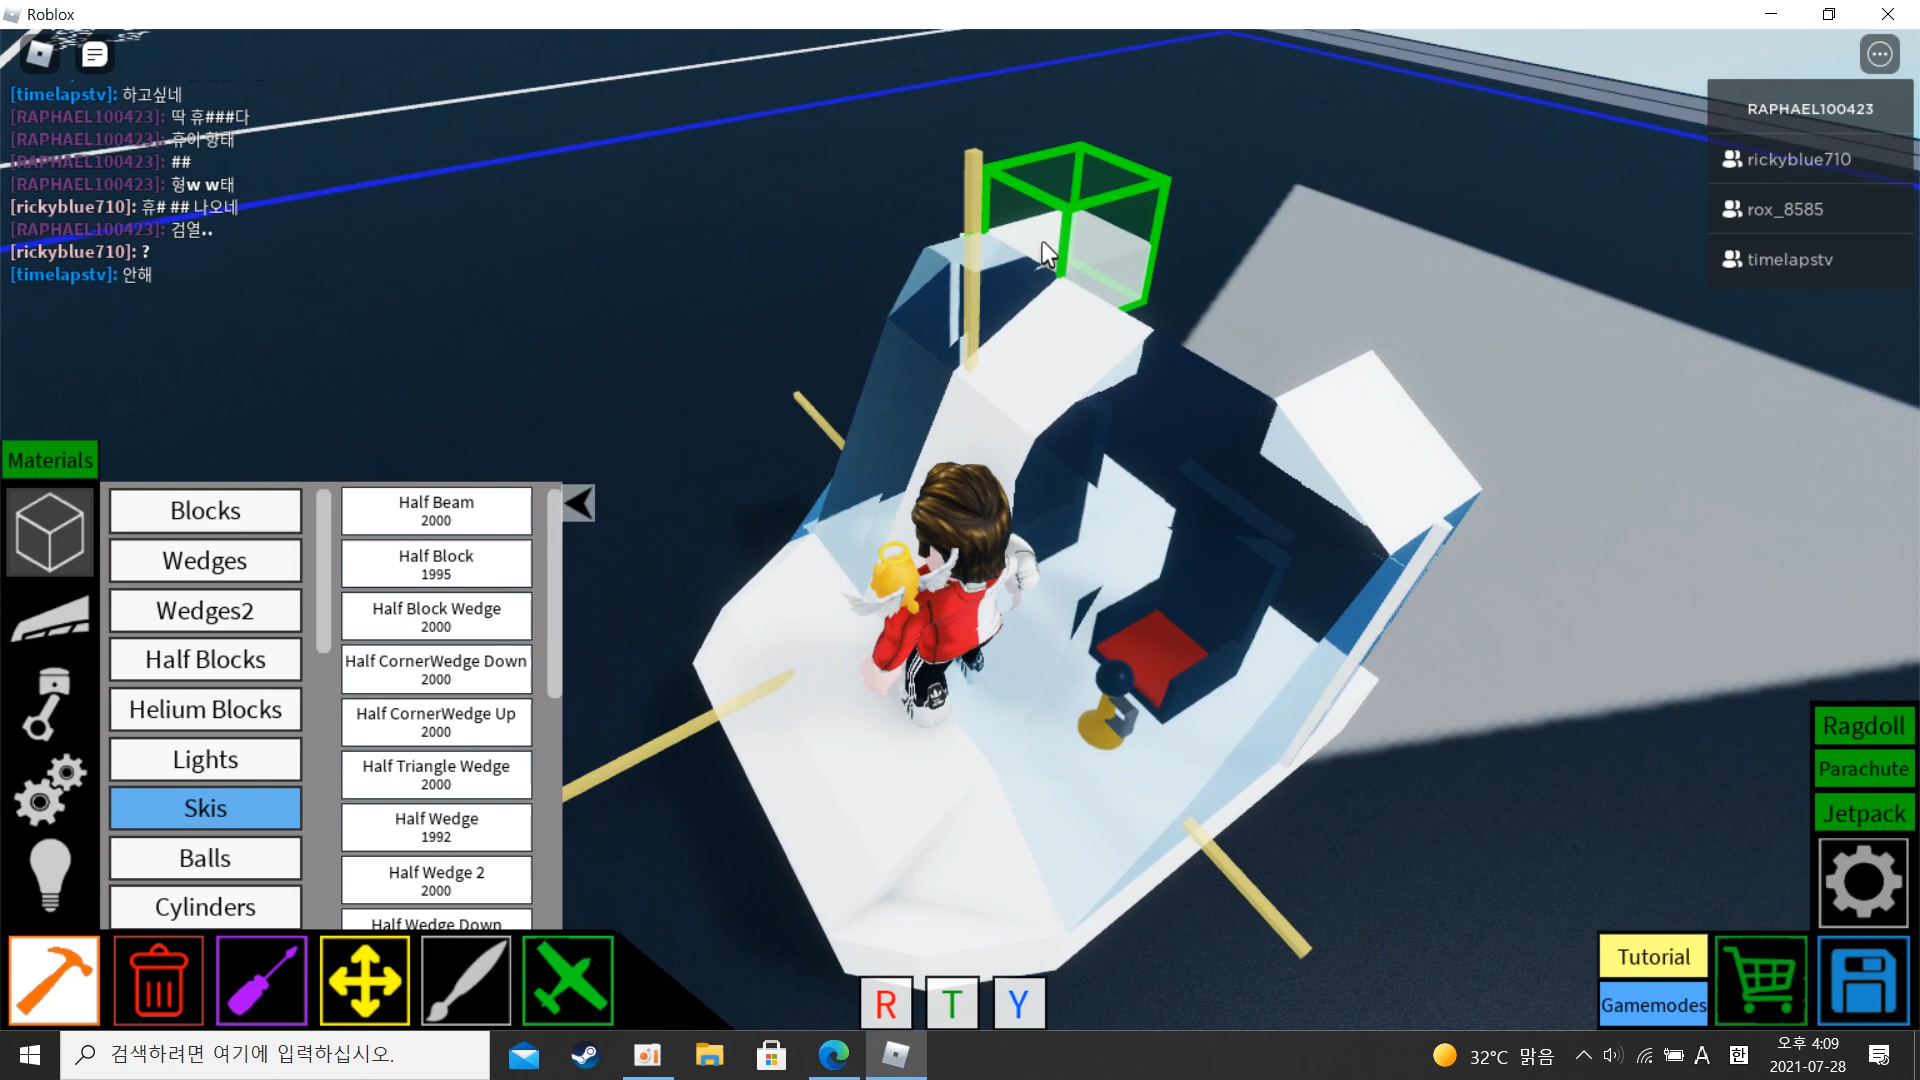 Roblox
[timelapstv]: 하고싶네
[RAPHAEL100423]: 딱 휴###다
[RAPHAEL100423]: 휴이 향태
[RAPHAEL100423]: ##
[RAPHAEL100423]: 형w w태
[rickyblue710]: 휴# ## 나오네
[RAPHAEL100423]: 검열..
[rickyblue710]: ?
[timelapstv]: 안해
RAPHAEL100423
rickyblue710
rox_8585
timelapstv
Materials
Blocks
Wedges
Wedges2
Half Blocks
Helium Blocks
Lights
Skis
Balls
Cylinders
Half Beam
2000
Half Block
1995
Half Block Wedge
2000
Half CornerWedge Down
2000
Half CornerWedge Up
2000
Half Triangle Wedge
2000
Half Wedge
1992
Half Wedge 2
2000
Half Wedge Down
Ragdoll
Parachute
Jetpack
Tutorial
Gamemodes
R T Y
검색하려면 여기에 입력하십시오.
32°C 맑음
A
한
오후 4:09
2021-07-28